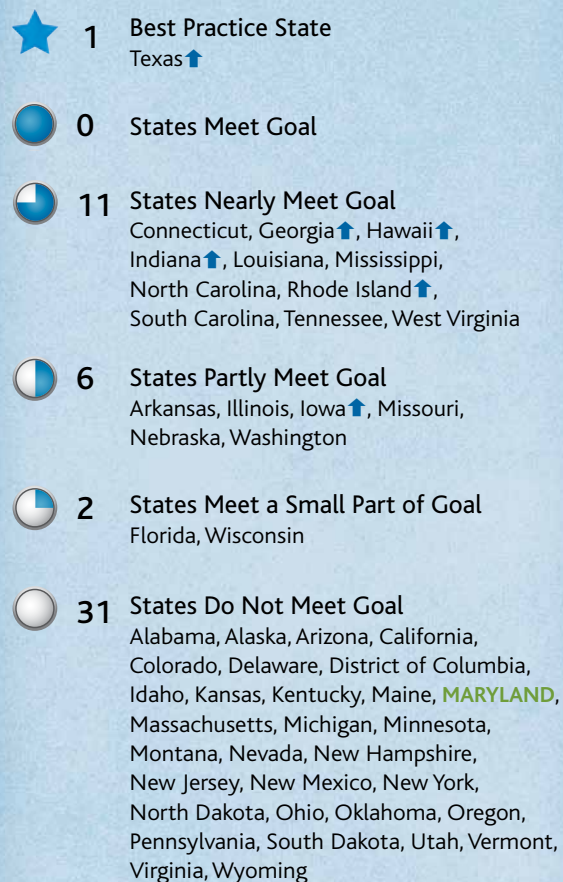 1 Best Practice State
Texas⬆
0 States Meet Goal
11 States Nearly Meet Goal
Connecticut, Georgia⬆, Hawaii⬆,
Indiana⬆, Louisiana, Mississippi,
North Carolina, Rhode Island⬆,
South Carolina, Tennessee, West Virginia
6 States Partly Meet Goal
Arkansas, Illinois, Iowa⬆, Missouri,
Nebraska, Washington
2 States Meet a Small Part of Goal
Florida, Wisconsin
31 States Do Not Meet Goal
Alabama, Alaska, Arizona, California,
Colorado, Delaware, District of Columbia,
Idaho, Kansas, Kentucky, Maine, MARYLAND,
Massachusetts, Michigan, Minnesota,
Montana, Nevada, New Hampshire,
New Jersey, New Mexico, New York,
North Dakota, Ohio, Oklahoma, Oregon,
Pennsylvania, South Dakota, Utah, Vermont,
Virginia, Wyoming